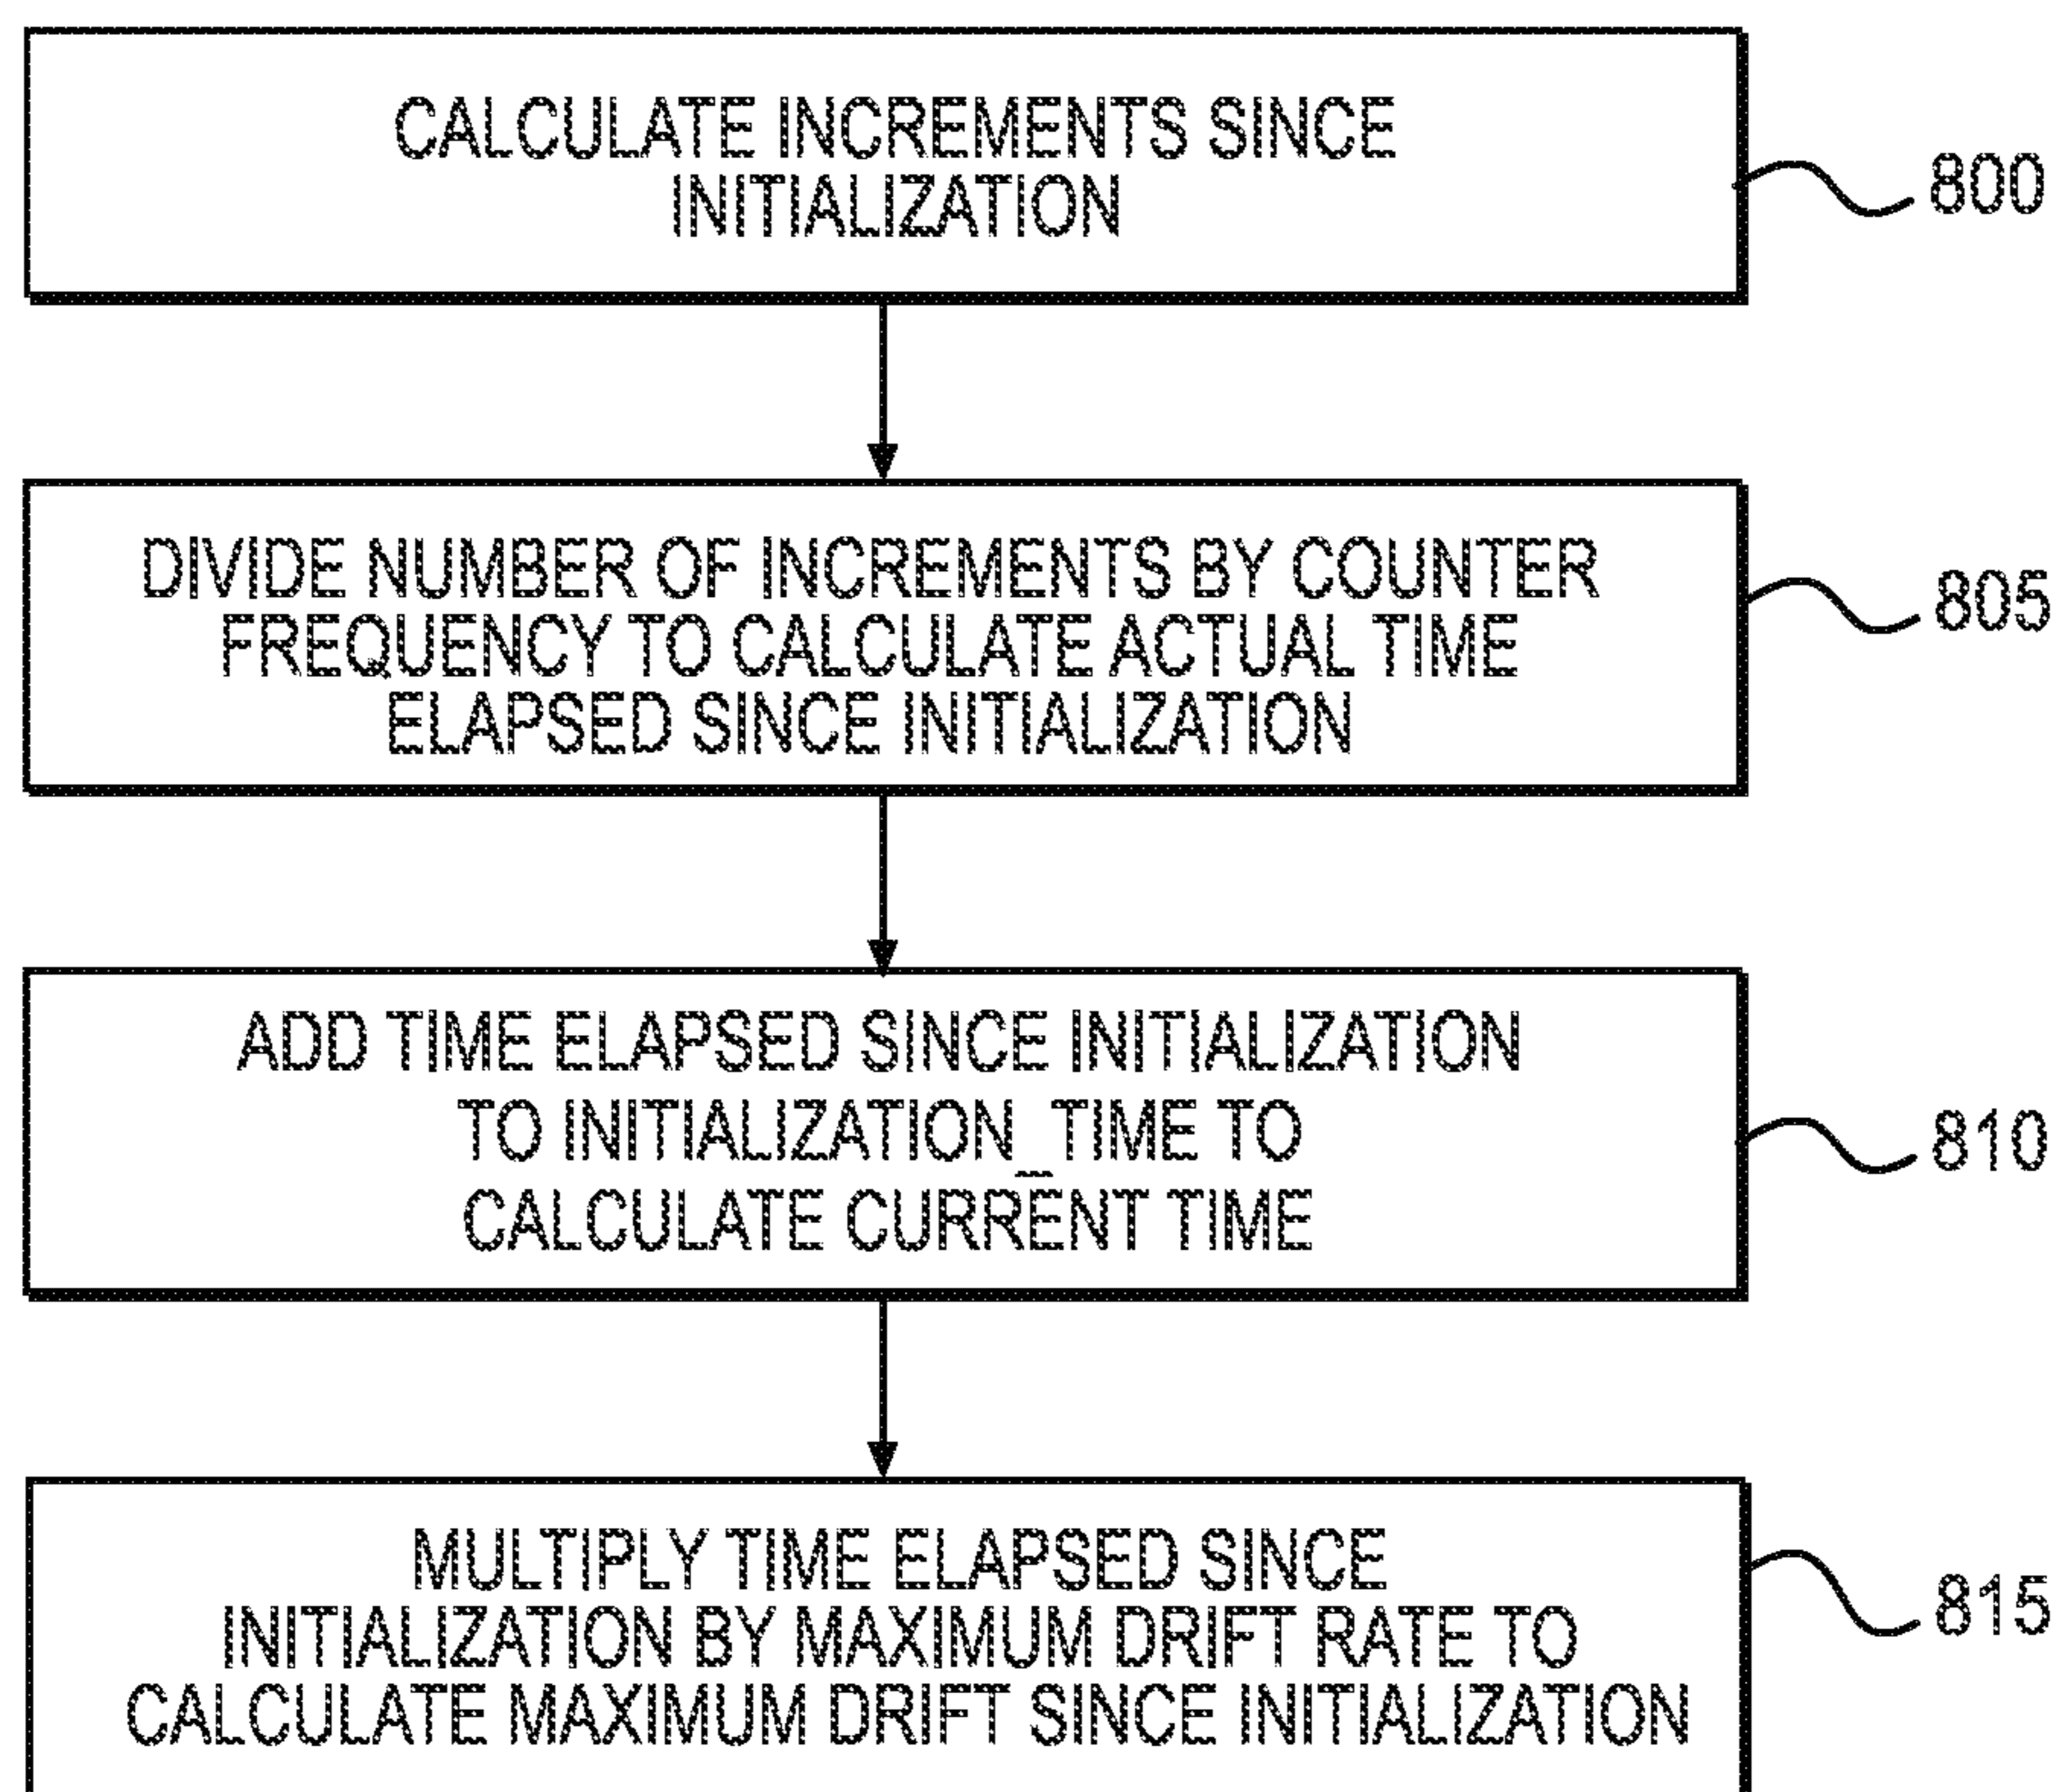 CALCULATE INCREMENTS SINCE
INITIALIZATION
800
DIVIDE NUMBER OF INCREMENTS BY COUNTER
FREQUENCY TO CALCULATE ACTUAL TIME
ELAPSED SINCE INITIALIZATION
805
ADD TIME ELAPSED SINCE INITIALIZATION
TO INITIALIZATION_TIME TO
CALCULATE CURRENT TIME
810
MULTIPLY TIME ELAPSED SINCE
INITIALIZATION BY MAXIMUM DRIFT RATE TO
CALCULATE MAXIMUM DRIFT SINCE INITIALIZATION
815